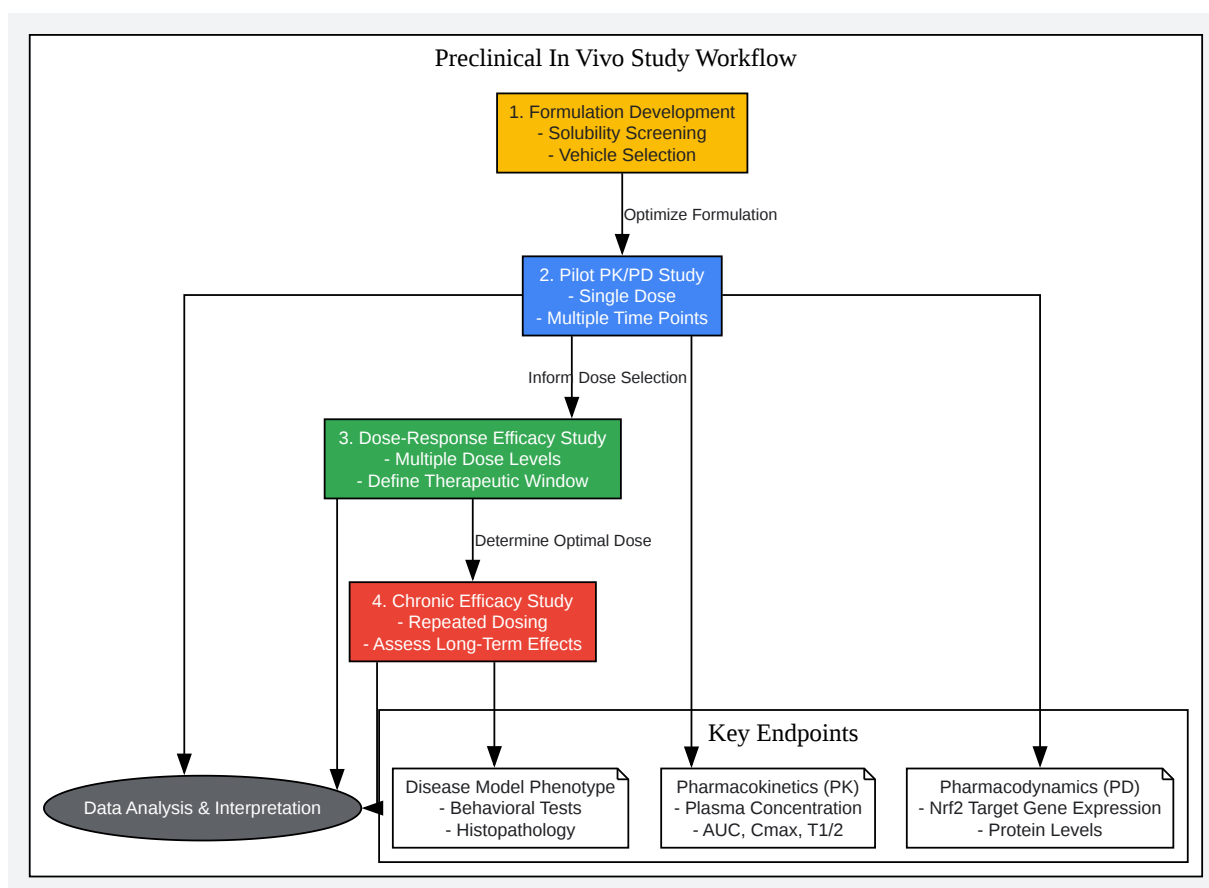 Preclinical In Vivo Study Workflow
1. Formulation Development
- Solubility Screening
- Vehicle Selection
Optimize Formulation
2. Pilot PK/PD Study
- Single Dose
- Multiple Time Points
Inform Dose Selection
3. Dose-Response Efficacy Study
- Multiple Dose Levels
- Define Therapeutic Window
Determine Optimal Dose
4. Chronic Efficacy Study
- Repeated Dosing
- Assess Long-Term Effects
Key Endpoints
Data Analysis & Interpretation
Disease Model Phenotype
- Behavioral Tests
- Histopathology
Pharmacokinetics (PK)
- Plasma Concentration
- AUC, Cmax, T1/2
Pharmacodynamics (PD)
- Nrf2 Target Gene Expression
- Protein Levels